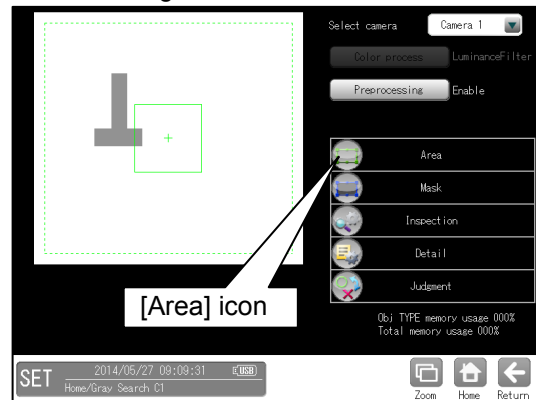 Select camera
Camera 1
Color process
LuminanceFilter
Preprocessing
Enable
Area
Mask
Inspection
Detail
Judgment
[Area] icon
Obj TYPE memory usage 000%
Total memory usage 000%
SET
2014/05/27 09:09:31
USB
Home/Gray Search C1
Zoom
Home
Return